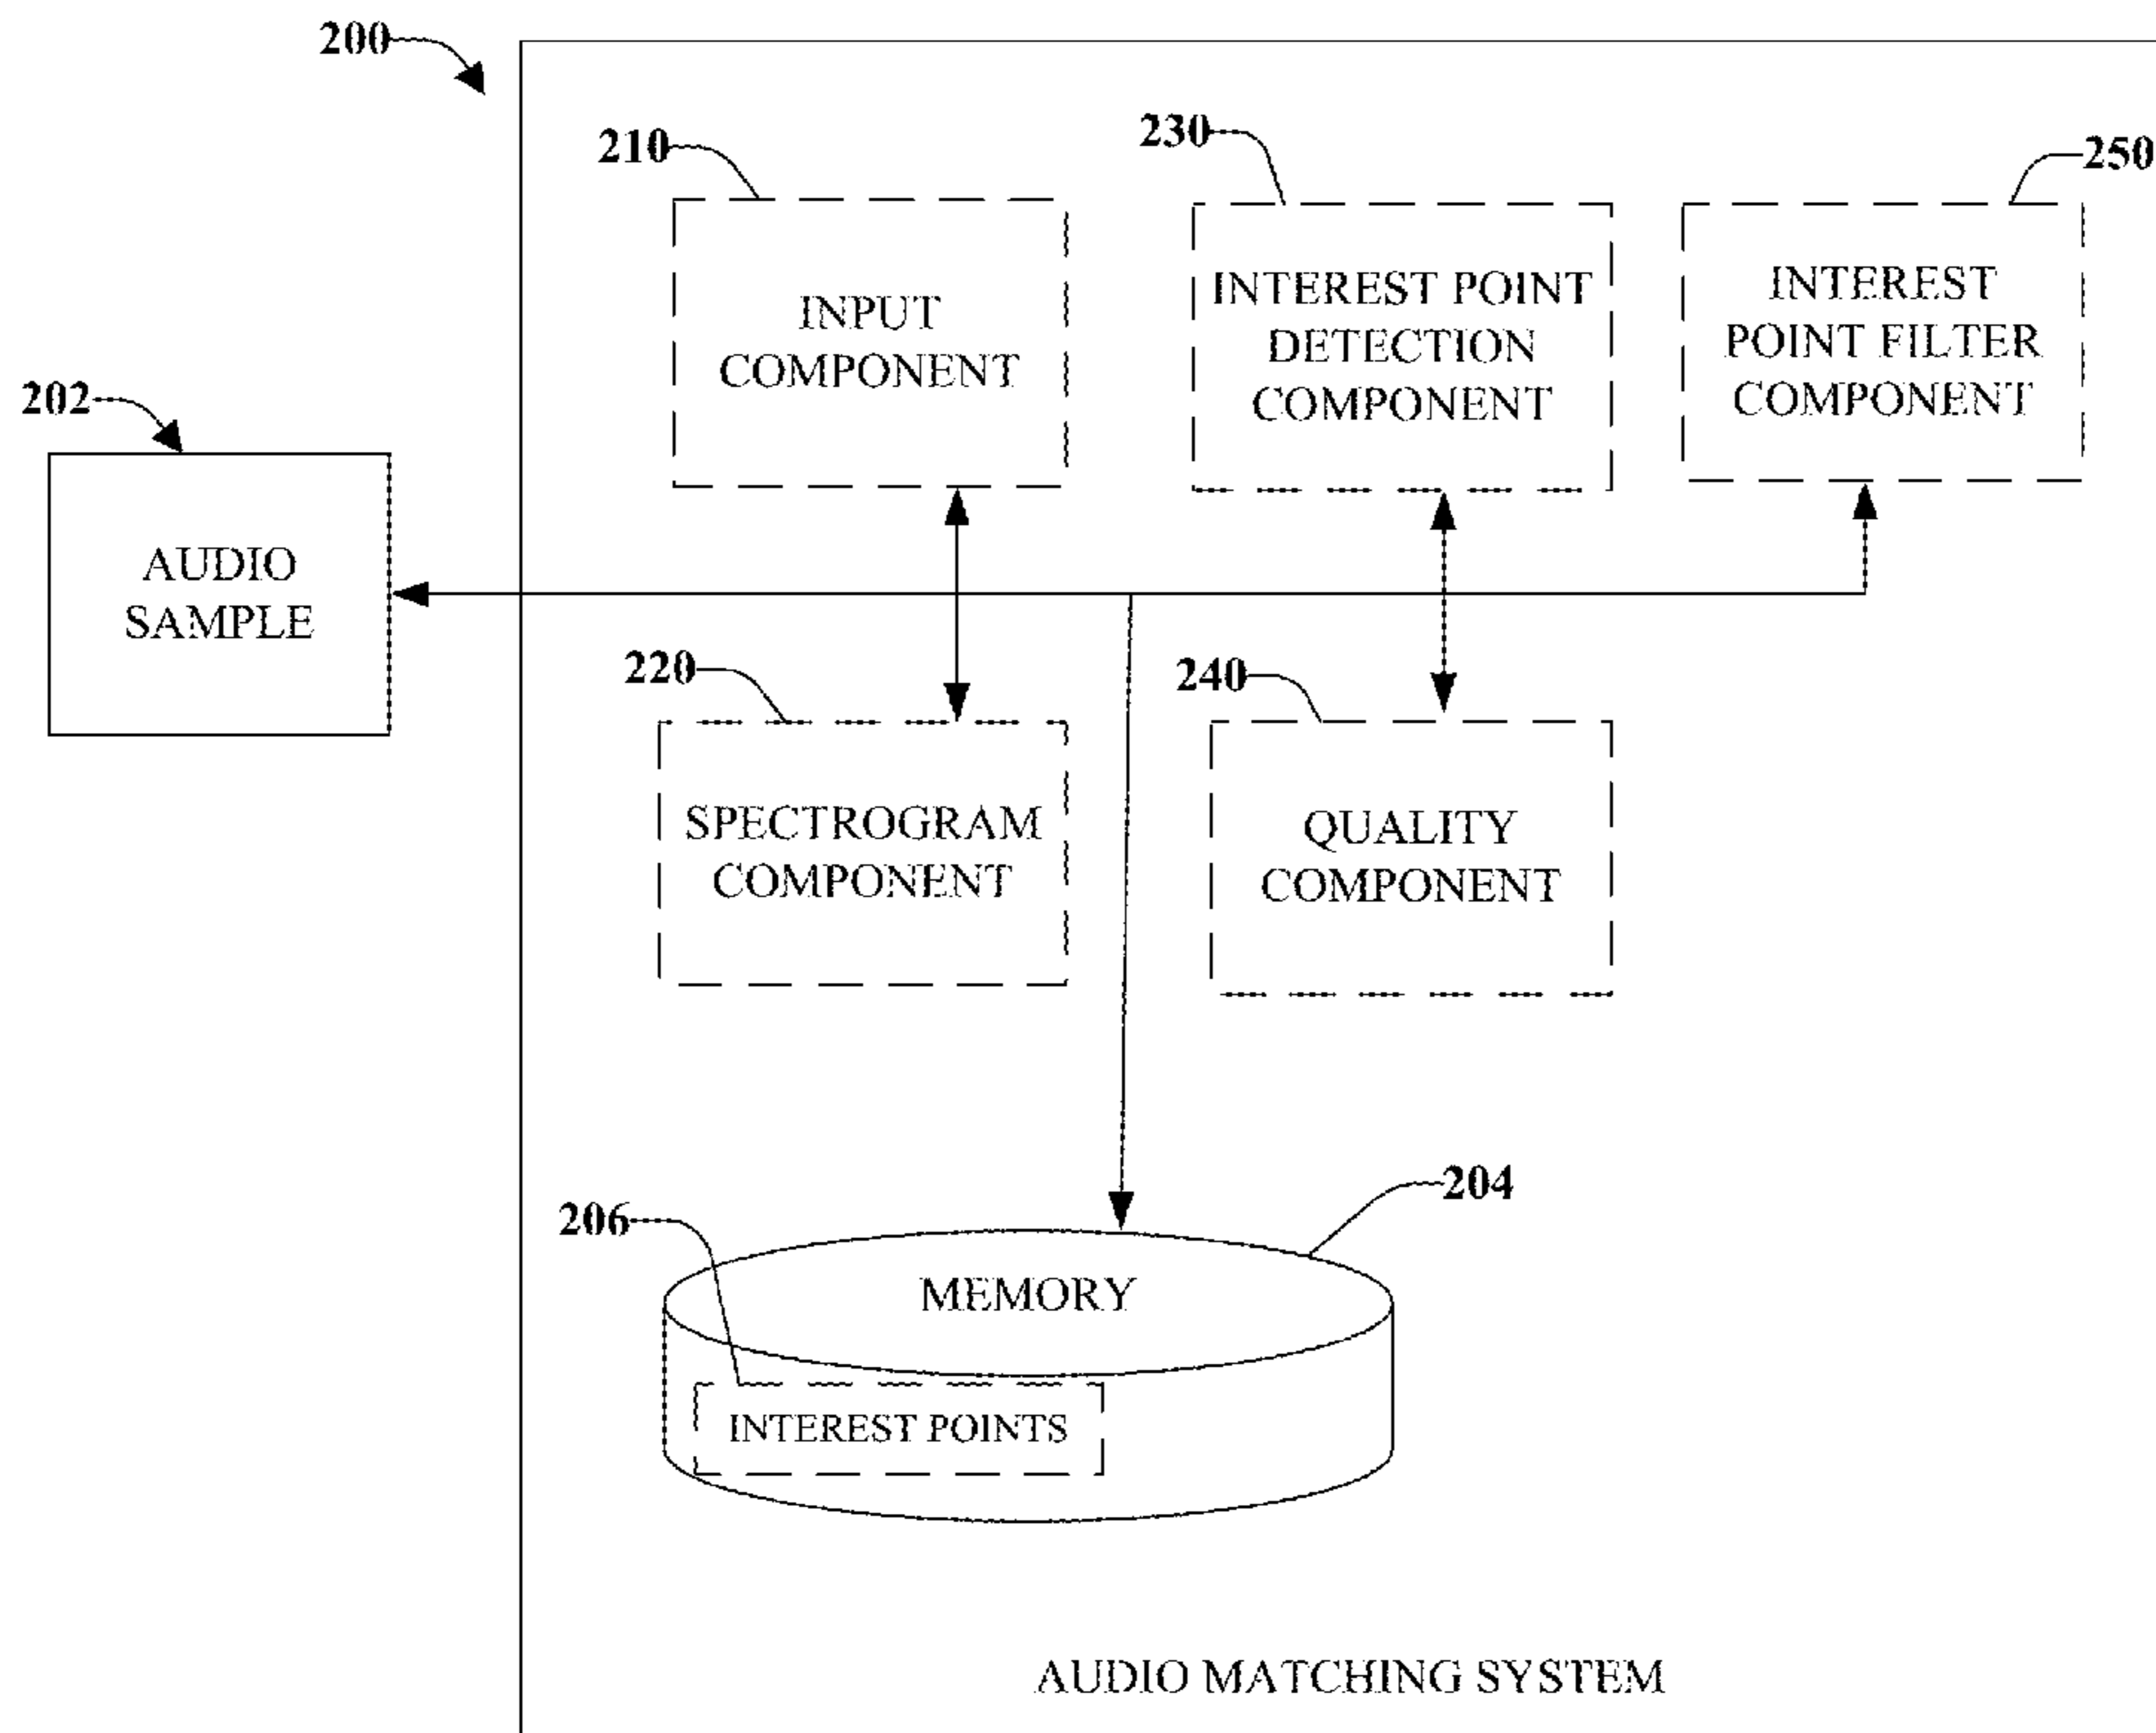 200
210
230
250
INPUT
COMPONENT
INTEREST POINT
DETECTION
COMPONENT
INTEREST
POINT FILTER
COMPONENT
202
AUDIO
SAMPLE
220
240
SPECTROGRAM
COMPONENT
QUALITY
COMPONENT
204
206
MEMORY
INTEREST POINTS
AUDIO MATCHING SYSTEM